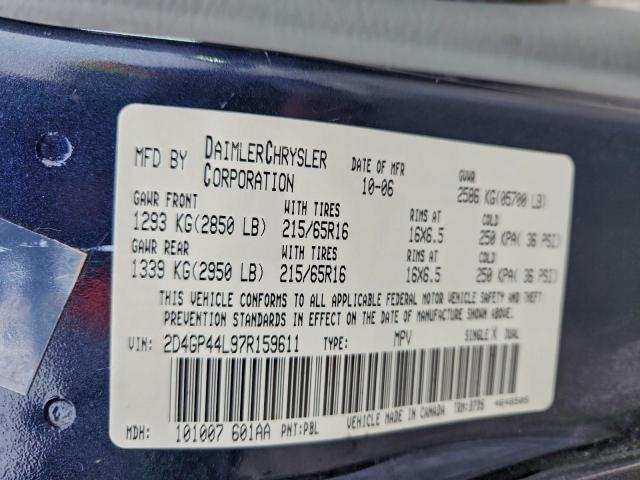 MFD BY DAIMLERCHRYSLER CORPORATION
DATE OF MFR 10-06
GVWR 2586 KG(05700 LB)
GAWR FRONT WITH TIRES RIMS AT COLD
1293 KG(2850 LB) 215/65R16 16X6.5 250 KPA( 36 PSI)
GAWR REAR WITH TIRES RIMS AT COLD
1339 KG(2950 LB) 215/65R16 16X6.5 250 KPA( 36 PSI)
THIS VEHICLE CONFORMS TO ALL APPLICABLE FEDERAL MOTOR VEHICLE SAFETY AND THEFT
PREVENTION STANDARDS IN EFFECT ON THE DATE OF MANUFACTURE SHOWN ABOVE.
VIN: 2D4GP44L97R159611 TYPE: MPV SINGLE X DUAL
MDH: 101007 601AA PNT:PBL VEHICLE MADE IN CANADA TRM:37D5 4648505